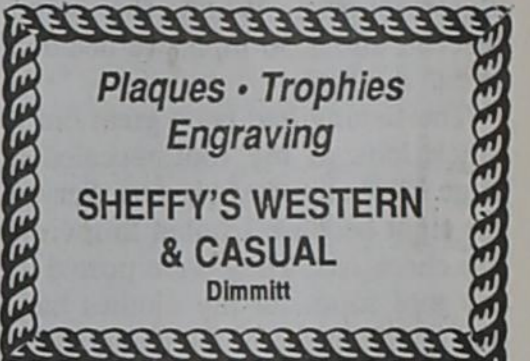 Plaques • Trophies
Engraving
SHEFFY'S WESTERN
& CASUAL
Dimmitt